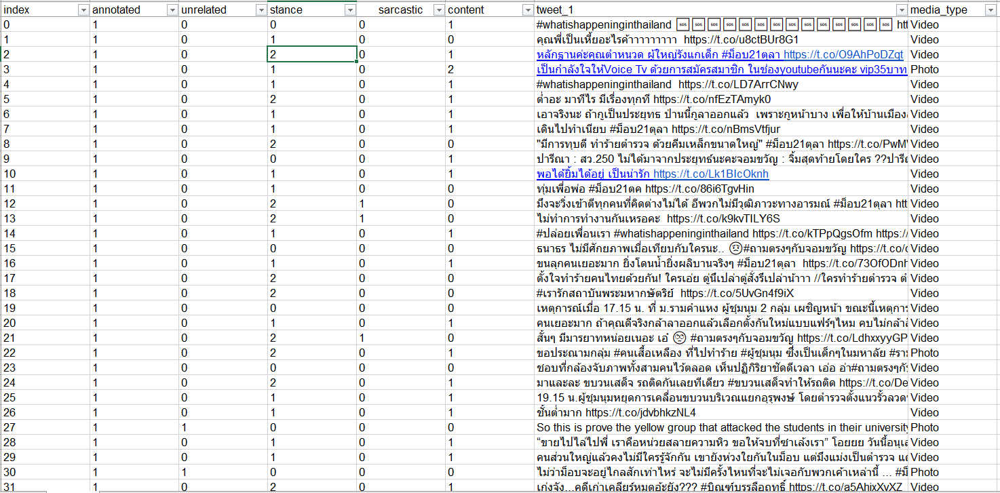 index annotated unrelated stance sarcastic content tweet_1 media_type
0 1 0 0 0 1 #whatishappeninginthailand 🆘🆘🆘🆘🆘🆘🆘🆘🆘🆘🆘🆘🆘🆘 htt Video
1 1 0 1 0 0 คุณพี่เป็นเหี้ยอะไรค้าาาาาาาาา https://t.co/u8ctBUr8G1 Video
2 1 0 2 0 1 หลักฐานค่ะคุณตำหนวด ผู้ใหญ่รังแกเด็ก #ม็อบ21ตุลา https://t.co/O9AhPoDZqt Video
3 1 0 1 0 2 เป็นกำลังใจให้Voice Tv ด้วยการสมัครสมาชิก ในช่องyoutubeกันนะคะ vip35บาท Photo
4 1 0 1 0 1 #whatishappeninginthailand https://t.co/LD7ArrCNwy Video
5 1 0 2 0 1 ต่ำอะ มาทีไร มีเรื่องทุกที https://t.co/nfEzTAmyk0 Video
6 1 0 1 0 1 เอาจริงนะ ถ้ากูเป็นประยุทธ ป่านนี้กูลาออกแล้ว เพราะกูหน้าบาง เพื่อให้บ้านเมือง Video
7 1 0 1 0 1 เดินไปทำเนียบ #ม็อบ21ตุลา https://t.co/nBmsVtfjur Video
8 1 0 2 0 0 "มีการทุบตี ทำร้ายตำรวจ ด้วยคีมเหล็กขนาดใหญ่" #ม็อบ21ตุลา https://t.co/PwM Video
9 1 0 0 0 1 ปารีณา : สว.250 ไม่ได้มาจากประยุทธ์นะคะจอมขวัญ : จิ้มสุดท้ายโดยใคร ??ปารีณ Video
10 1 0 1 0 1 พอได้ยิ้มได้อยู่ เป็นน่ารัก https://t.co/Lk1BIcOknh Video
11 1 0 1 0 0 ทุ่มเพื่อพ่อ #ม็อบ21ตค https://t.co/86i6TgvHin Video
12 1 0 2 1 0 มึงจะวิ่งเข้าตีทุกคนที่คิดต่างไม่ได้ อีพวกไม่มีวุฒิภาวะทางอารมณ์ #ม็อบ21ตุลา htt Video
13 1 0 2 1 0 ไม่ทำการทำงานกันเหรอคะ https://t.co/k9kvTILY6S Video
14 1 0 1 0 1 #ปล่อยเพื่อนเรา #whatishappeninginthailand https://t.co/kTPpQgsOfm https:/ Video
15 1 0 0 0 0 ธนาธร ไม่มีศักยภาพเมื่อเทียบกับใครนะ.. #ถามตรงๆกับจอมขวัญ https://t.co/ Video
16 1 0 1 0 1 ขนลุกคนเยอะมาก ยิ่งโดนน้ำยิ่งผลิบานจริงๆ #ม็อบ21ตุลา https://t.co/73OfODnh Video
17 1 0 2 0 0 ตั้งใจทำร้ายคนไทยด้วยกัน! ใครเอ่ย ตู่นี่เปล่าตู่สั่งรึเปล่าน้าาา //ใครทำร้ายตำรวจ Video
18 1 0 2 0 0 #เรารักสถาบันพระมหากษัตริย์ https://t.co/5UvGn4f9iX Video
19 1 0 0 0 0 เหตุการณ์เมื่อ 17.15 น. ที่ ม.รามคำแหง ผู้ชุมนุม 2 กลุ่ม เผชิญหน้า ขณะนี้เหตุการ Video
20 1 0 1 0 1 คนเยอะมาก ถ้าคุณดีจริงกล้าลาออกแล้วเลือกตั้งกันใหม่แบบแฟร์ๆไหม คบไม่กล้า Video
21 1 0 2 1 0 สั้นๆ มีมารยาทหน่อยเนอะ เอ๋ #ถามตรงๆกับจอมขวัญ https://t.co/LdhxxyyGP Video
22 1 0 2 0 1 ขอประณามกลุ่ม #คนเสื้อเหลือง ที่ไปทำร้าย #ผู้ชุมนุม ซึ่งเป็นเด็กๆในมหาลัย #ราม Photo
23 1 0 0 0 0 ชอบที่กล้องจับภาพทั้งสามคนไว้ตลอด เห็นปฏิกิริยาชัดดีเวลา เอ่อ อ่า#ถามตรงๆกั Video
24 1 0 2 0 1 มาและละ ขบวนเสด็จ รถติดกันเลยทีเดียว #ขบวนเสด็จทำให้รถติด https://t.co/De Video
25 1 0 1 0 1 19.15 น.ผู้ชุมนุมหยุดการเคลื่อนขบวนบริเวณแยกอุรุพงษ์ โดยตำรวจตั้งแนวรั้วลวด Video
26 1 0 1 0 1 ชั้นต่ำมาก https://t.co/jdvbhkzNL4 Video
27 1 1 0 0 0 So this is prove the yellow group that attacked the students in their university Photo
28 1 0 1 0 1 “ขายไปไล่ไปพี่ เราคือหน่วยสลายความหิว ขอให้จบที่ซ่าเล้งเรา” โอยยย วันนี้อนุเส Video
29 1 0 1 0 1 คนส่วนใหญ่แล้วคงไม่มีใครรู้จักกัน เขายังห่วงใยกันในม็อบ แต่มึงแม่งเป็นตำรวจ Video
30 1 1 0 0 0 ไม่ว่าม็อบจะอยู่ไกลสักเท่าไหร่ จะไม่มีครั้งไหนที่จะไม่เจอกับพวกเค้าเหล่านี้ ... Photo
31 1 0 2 0 1 เก่งจัง...คดีเก่าเคลียร์หมดอ้ะยัง??? #บิณฑ์บรรลือฤทธิ์ https://t.co/a5AhjxXvXZ Video